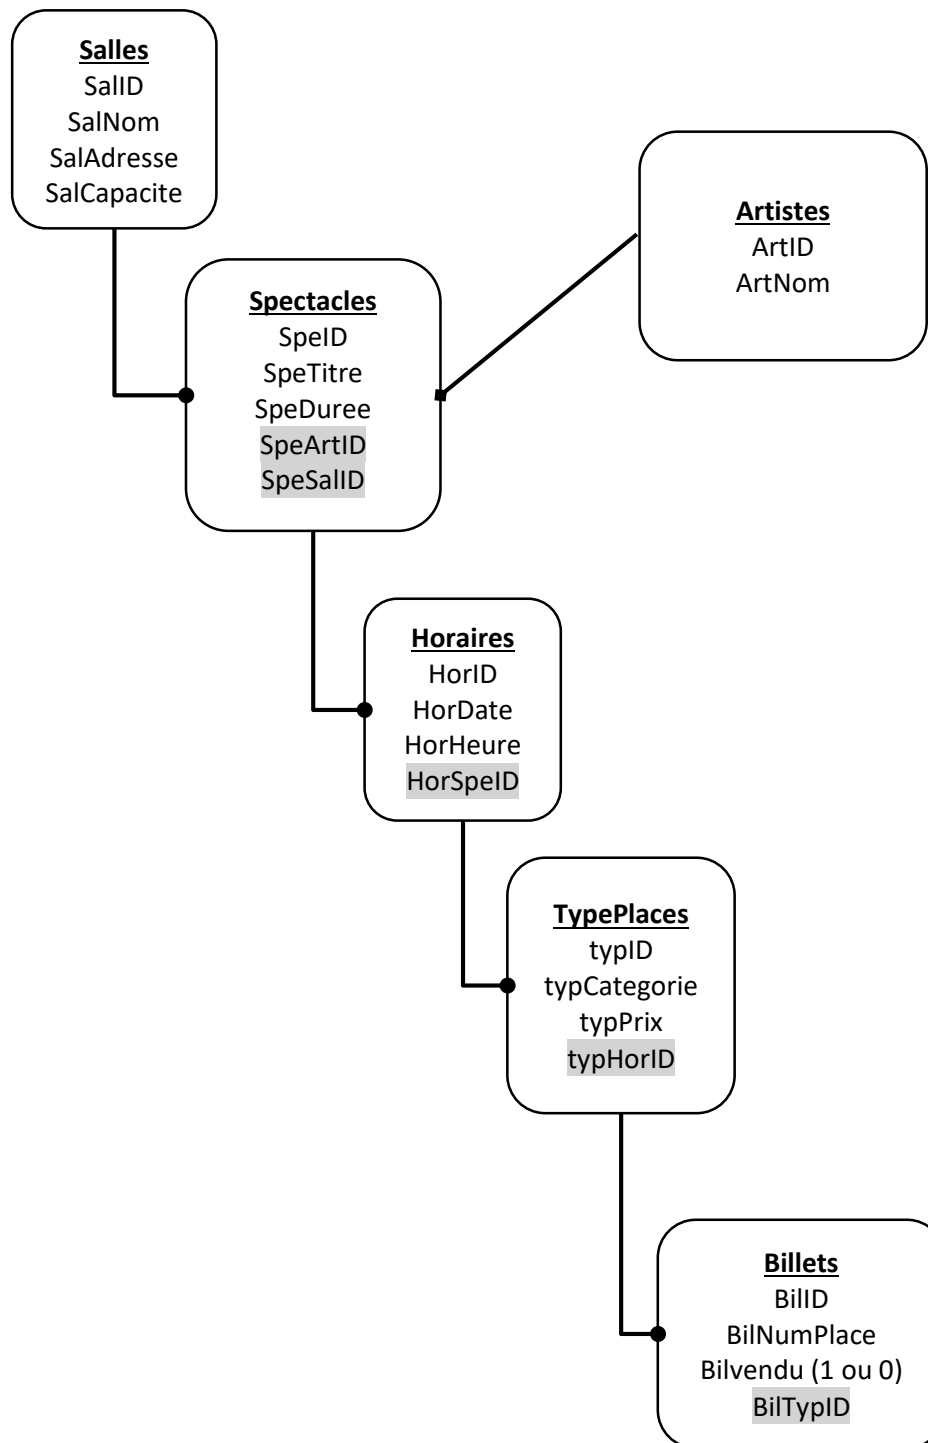 Salles
SalID
SalNom
SalAdresse
SalCapacite
Artistes
ArtID
ArtNom
Spectacles
SpeID
SpeTitre
SpeDuree
SpeArtID
SpeSalID
Horaires
HorID
HorDate
HorHeure
HorSpeID
TypePlaces
typID
typCategorie
typPrix
typHorID
Billets
BilID
BilNumPlace
Bilvendu (1 ou 0)
BilTypID